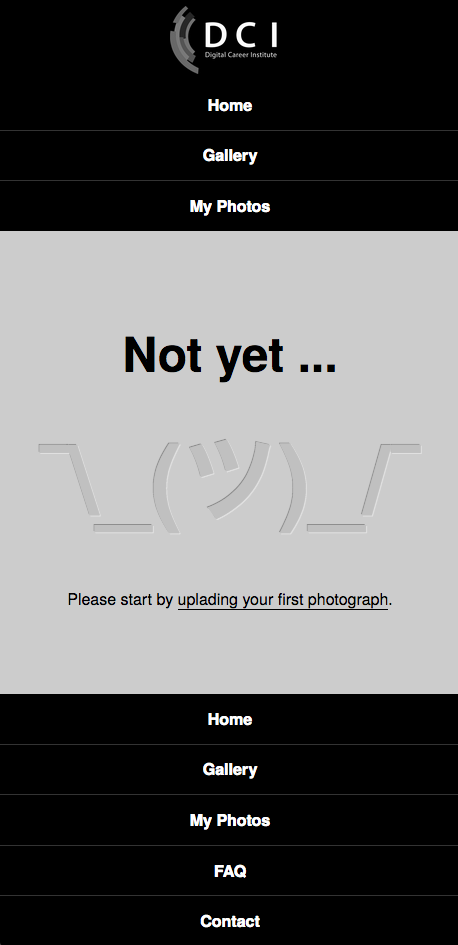 DCI
Digital Career Institute
Home
Gallery
My Photos
Not yet ...
¯\_(ツ)_/¯
Please start by uplading your first photograph.
Home
Gallery
My Photos
FAQ
Contact